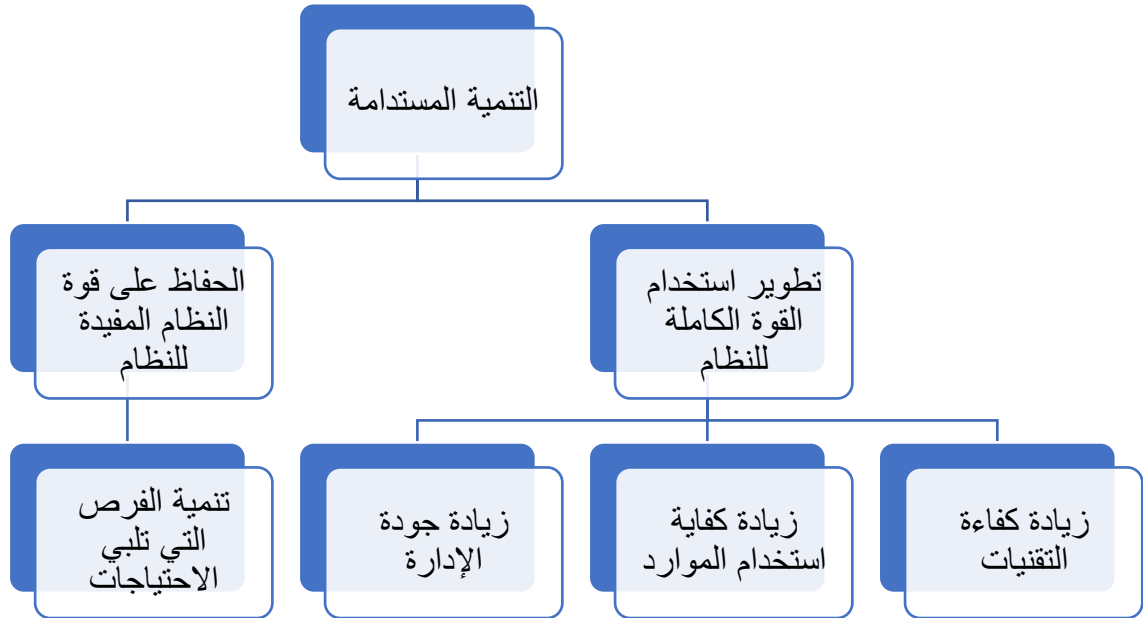 التنمية المستدامة
تطوير استخدام
القوة الكاملة
للنظام
الحفاظ على قوة
النظام المفيدة
للنظام
زيادة كفاءة
التقنيات
زيادة كفاية
استخدام الموارد
زيادة جودة
الإدارة
تنمية الفرص
التي تلبي
الاحتياجات